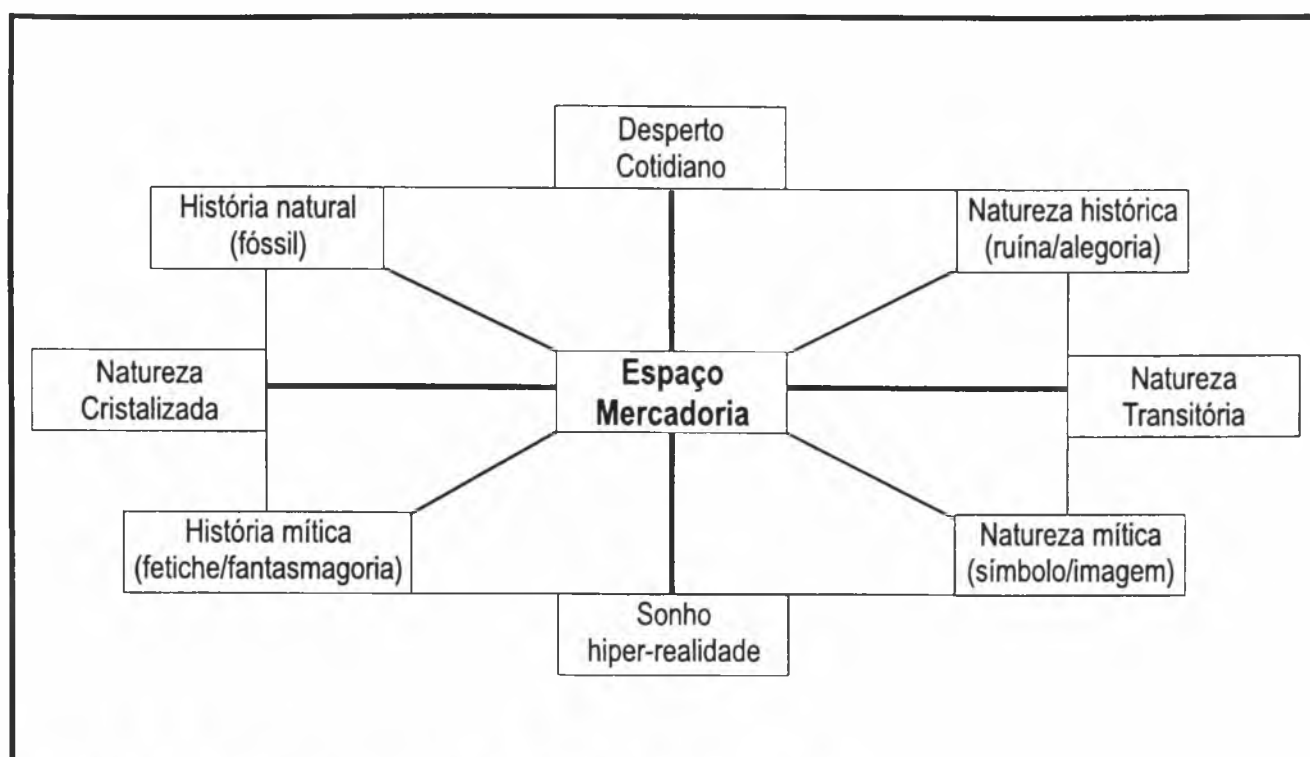 Desperto
Cotidiano
História natural
(fóssil)
Natureza histórica
(ruína/alegoria)
Natureza
Cristalizada
Espaço
Mercadoria
Natureza
Transitória
História mítica
(fetiche/fantasmagoria)
Natureza mítica
(símbolo/imagem)
Sonho
hiper-realidade